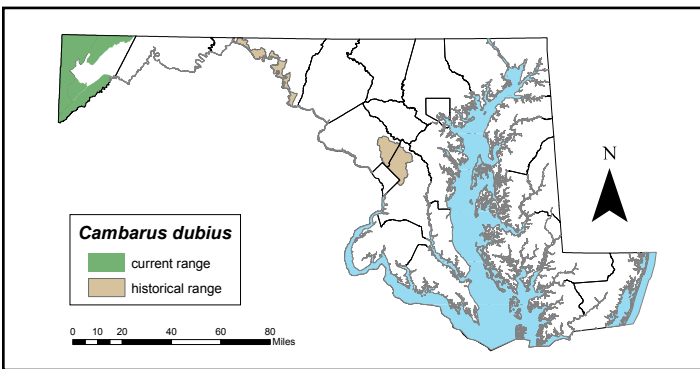 N
Cambarus dubius
current range
historical range
0 10 20 40 60 80
Miles